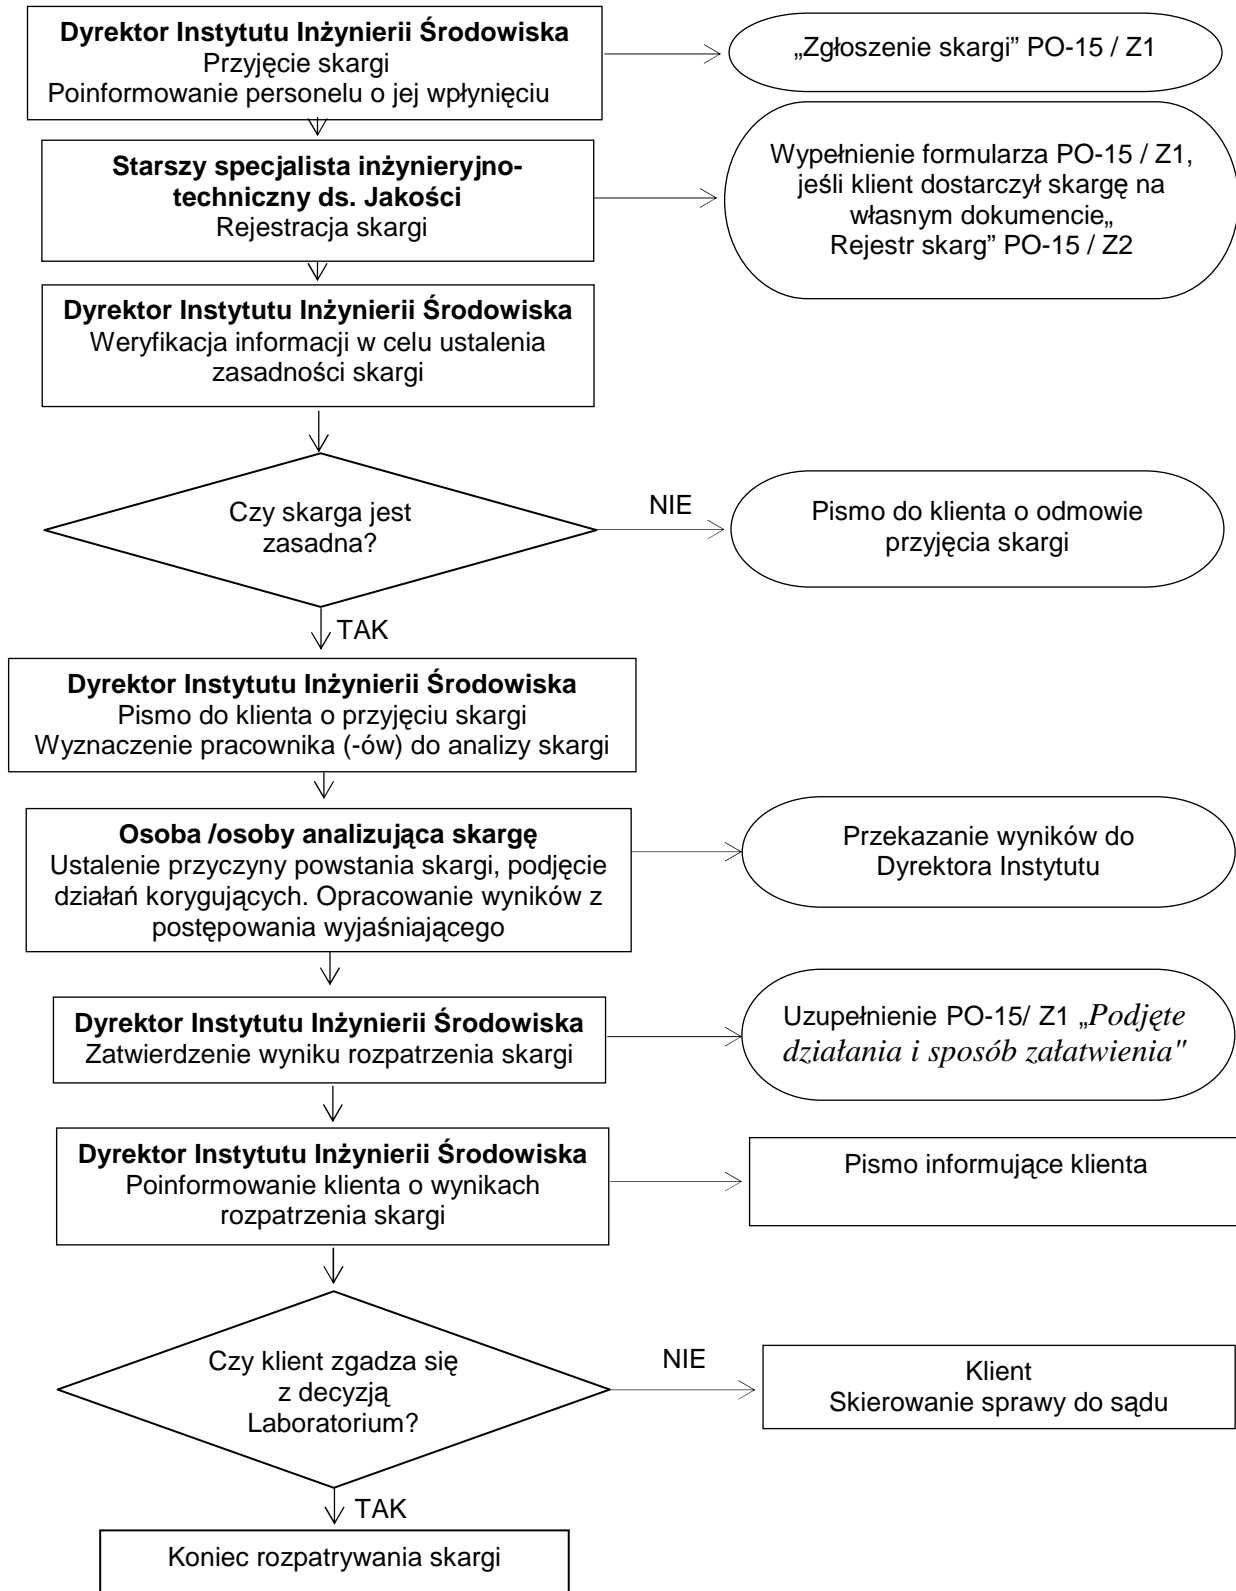 Dyrektor Instytutu Inżynierii Środowiska
Przyjęcie skargi
Poinformowanie personelu o jej wpłynięciu
„Zgłoszenie skargi” PO-15 / Z1
Starszy specjalista inżynieryjno-
techniczny ds. Jakości
Rejestracja skargi
Wypełnienie formularza PO-15 / Z1,
jeśli klient dostarczył skargę na
własnym dokumencie„
Rejestr skarg” PO-15 / Z2
Dyrektor Instytutu Inżynierii Środowiska
Weryfikacja informacji w celu ustalenia
zasadności skargi
Czy skarga jest
zasadna?
NIE
Pismo do klienta o odmowie
przyjęcia skargi
TAK
Dyrektor Instytutu Inżynierii Środowiska
Pismo do klienta o przyjęciu skargi
Wyznaczenie pracownika (-ów) do analizy skargi
Osoba /osoby analizująca skargę
Ustalenie przyczyny powstania skargi, podjęcie
działań korygujących. Opracowanie wyników z
postępowania wyjaśniającego
Przekazanie wyników do
Dyrektora Instytutu
Dyrektor Instytutu Inżynierii Środowiska
Zatwierdzenie wyniku rozpatrzenia skargi
Uzupełnienie PO-15/ Z1 „Podjęte
działania i sposób załatwienia"
Dyrektor Instytutu Inżynierii Środowiska
Poinformowanie klienta o wynikach
rozpatrzenia skargi
Pismo informujące klienta
Czy klient zgadza się
z decyzją
Laboratorium?
NIE
Klient
Skierowanie sprawy do sądu
TAK
Koniec rozpatrywania skargi